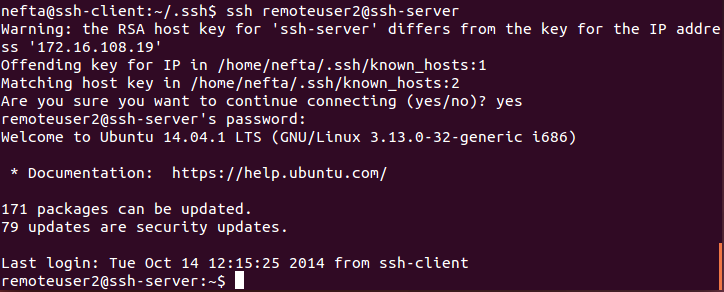 nefta@ssh-client:~/.ssh$ ssh remoteuser2@ssh-server
Warning: the RSA host key for 'ssh-server' differs from the key for the IP addre
ss '172.16.108.19'
Offending key for IP in /home/nefta/.ssh/known_hosts:1
Matching host key in /home/nefta/.ssh/known_hosts:2
Are you sure you want to continue connecting (yes/no)? yes
remoteuser2@ssh-server's password:
Welcome to Ubuntu 14.04.1 LTS (GNU/Linux 3.13.0-32-generic i686)
 * Documentation:  https://help.ubuntu.com/
171 packages can be updated.
79 updates are security updates.
Last login: Tue Oct 14 12:15:25 2014 from ssh-client
remoteuser2@ssh-server:~$